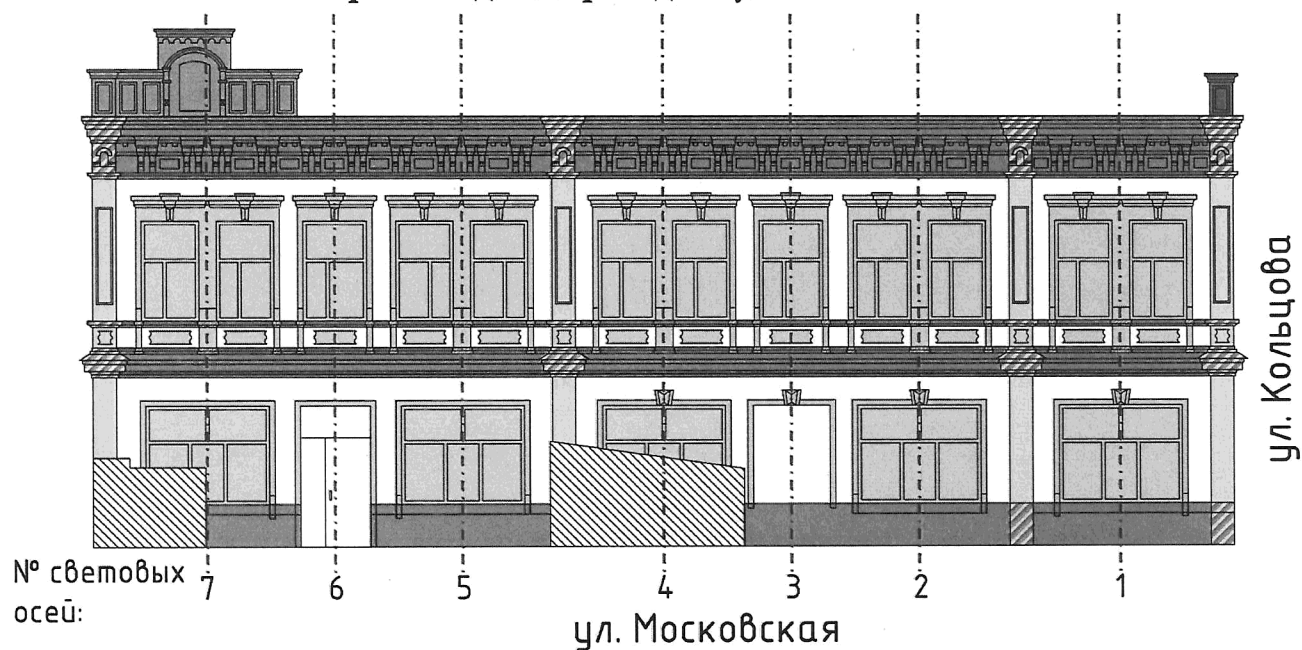 ул. Кольцова
№ световых
осей:
7 6 5 4 3 2 1
ул. Московская